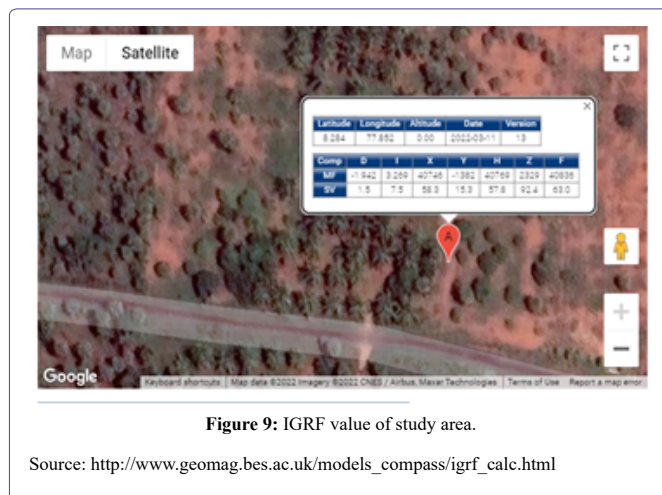 Map Satellite
×
Latitude Longitude Altitude Date Version
8.284 77.852 0.00 2022-03-11 13
Comp D I X Y H Z F
MF -1.942 3.269 40746 -1382 40769 2329 40836
SV 1.5 7.5 58.3 15.3 57.8 92.4 63.0
A
+
−
Google
Keyboard shortcuts Map data ©2022 Imagery ©2022 CNES / Airbus, Maxar Technologies Terms of Use Report a map error
Figure 9: IGRF value of study area.
Source: http://www.geomag.bes.ac.uk/models_compass/igrf_calc.html